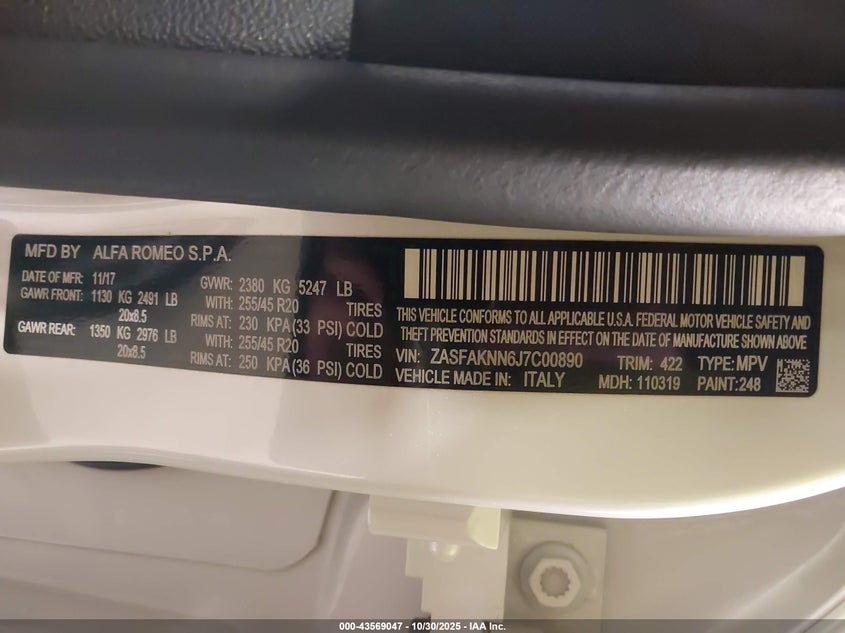 MFD BY ALFA ROMEO S.P.A.
DATE OF MFR: 11/17 GVWR: 2380 KG 5247 LB
GAWR FRONT: 1130 KG 2491 LB WITH: 255/45 R20 TIRES
20x8.5 RIMS AT: 230 KPA (33 PSI) COLD
GAWR REAR: 1350 KG 2976 LB WITH: 255/45 R20 TIRES
20x8.5 RIMS AT: 250 KPA (36 PSI) COLD
THIS VEHICLE CONFORMS TO ALL APPLICABLE U.S.A. FEDERAL MOTOR VEHICLE SAFETY AND
THEFT PREVENTION STANDARDS IN EFFECT ON THE DATE OF MANUFACTURE SHOWN ABOVE
VIN: ZASFAKNN6J7C00890 TRIM: 422 TYPE: MPV
VEHICLE MADE IN: ITALY MDH: 110319 PAINT: 248
000-43569047 - 10/30/2025 - IAA Inc.